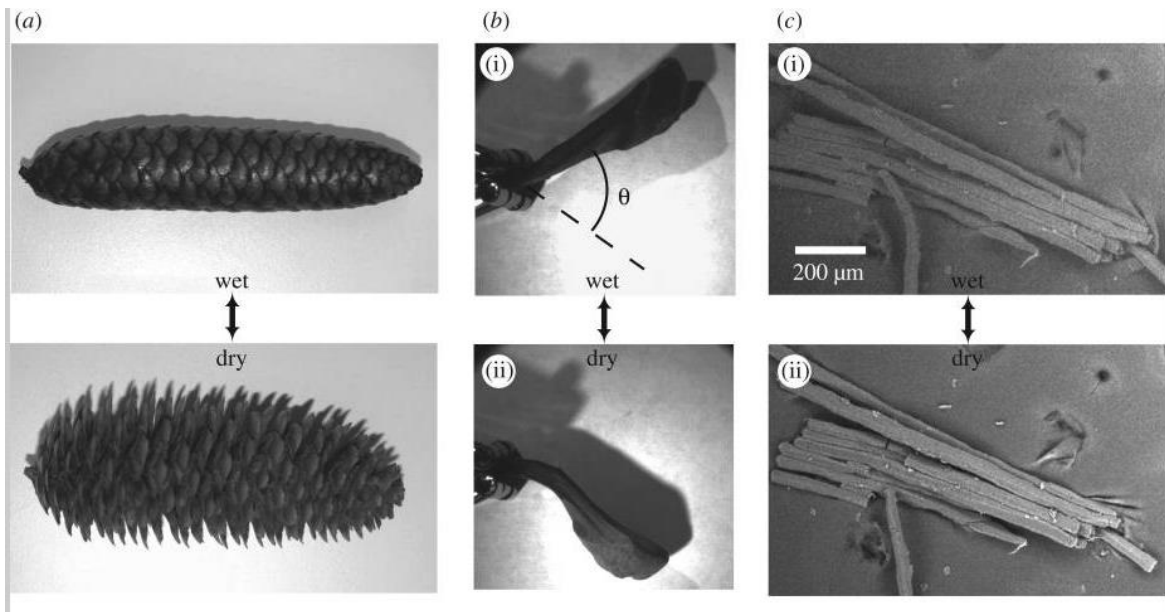 (a)
(b)
(c)
(i)
(i)
θ
200 μm
wet
wet
wet
dry
dry
dry
(ii)
(ii)